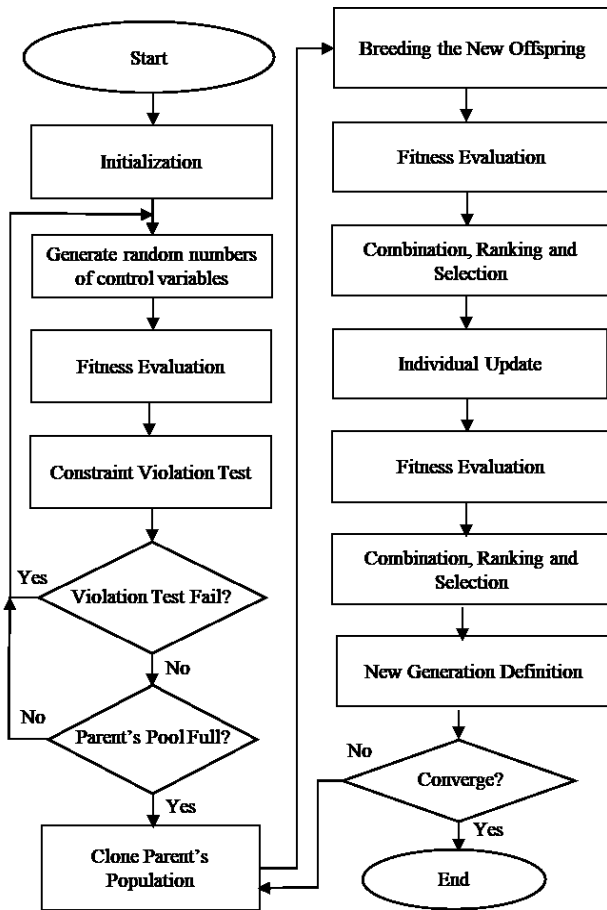 Start
Initialization
Generate random numbers
of control variables
Fitness Evaluation
Constraint Violation Test
Yes
Violation Test Fail?
No
No
Parent's Pool Full?
Yes
Clone Parent's
Population
Breeding the New Offspring
Fitness Evaluation
Combination, Ranking and
Selection
Individual Update
Fitness Evaluation
Combination, Ranking and
Selection
New Generation Definition
No
Converge?
Yes
End